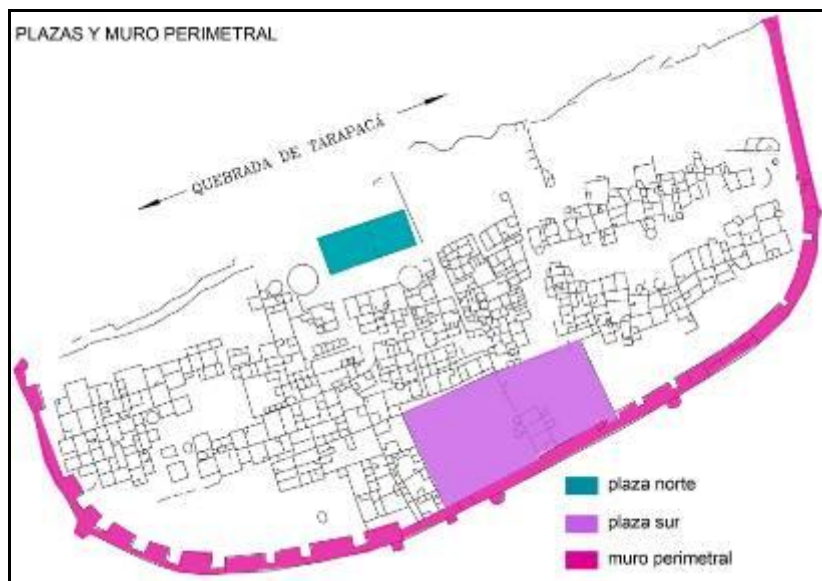 PLAZAS Y MURO PERIMETRAL
QUEBRADA DE TARAPACÁ
plaza norte
plaza sur
muro perimetral